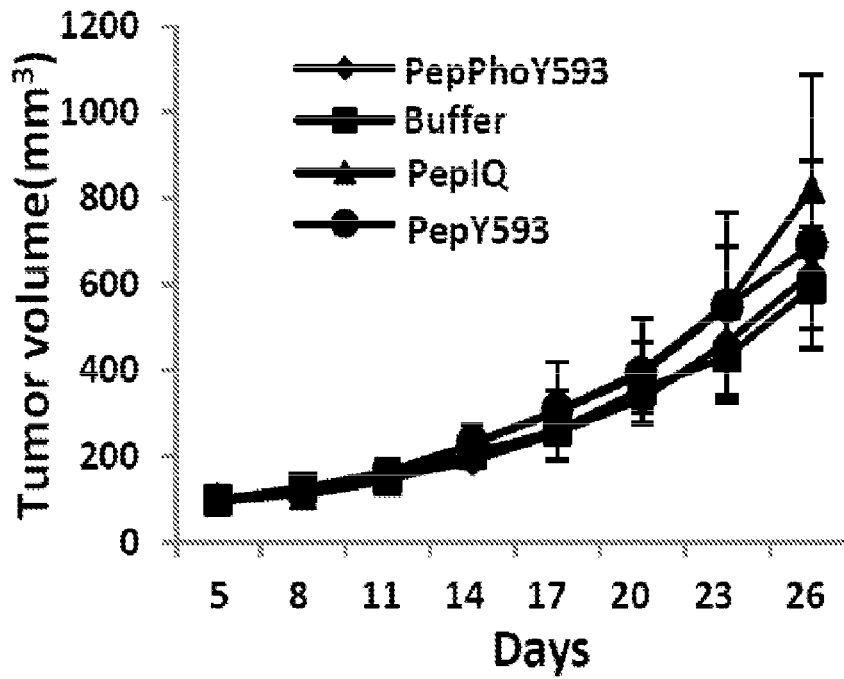 1200
1000
800
600
400
200
0
Tumor volume(mm³)
PepPhoY593
Buffer
PepIQ
PepY593
5 8 11 14 17 20 23 26
Days